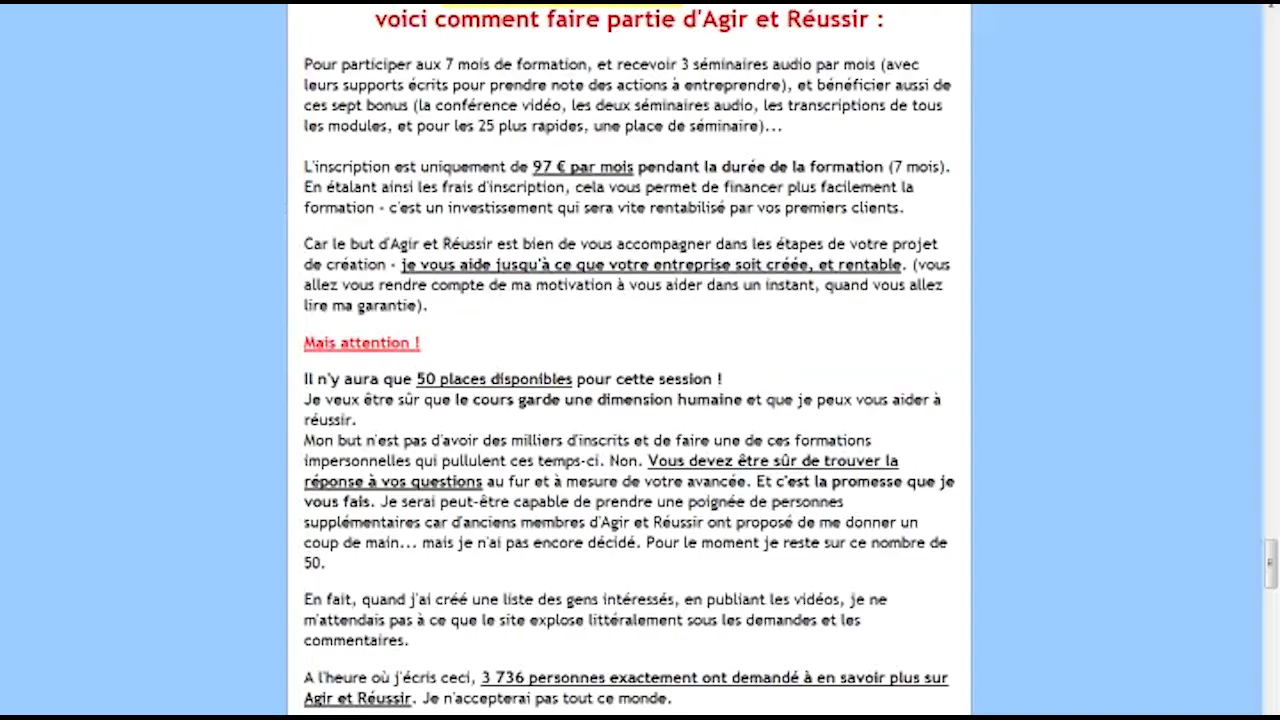 voici comment faire partie d'Agir et Réussir :
Pour participer aux 7 mois de formation, et recevoir 3 séminaires audio par mois (avec
leurs supports écrits pour prendre note des actions à entreprendre), et bénéficier aussi de
ces sept bonus (la conférence vidéo, les deux séminaires audio, les transcriptions de tous
les modules, et pour les 25 plus rapides, une place de séminaire)...
L'inscription est uniquement de 97 € par mois pendant la durée de la formation (7 mois).
En étalant ainsi les frais d'inscription, cela vous permet de financer plus facilement la
formation - c'est un investissement qui sera vite rentabilisé par vos premiers clients.
Car le but d'Agir et Réussir est bien de vous accompagner dans les étapes de votre projet
de création - je vous aide jusqu'à ce que votre entreprise soit créée, et rentable. (vous
allez vous rendre compte de ma motivation à vous aider dans un instant, quand vous allez
lire ma garantie).
Mais attention !
Il n'y aura que 50 places disponibles pour cette session !
Je veux être sûr que le cours garde une dimension humaine et que je peux vous aider à
réussir.
Mon but n'est pas d'avoir des milliers d'inscrits et de faire une de ces formations
impersonnelles qui pullulent ces temps-ci. Non. Vous devez être sûr de trouver la
réponse à vos questions au fur et à mesure de votre avancée. Et c'est la promesse que je
vous fais. Je serai peut-être capable de prendre une poignée de personnes
supplémentaires car d'anciens membres d'Agir et Réussir ont proposé de me donner un
coup de main... mais je n'ai pas encore décidé. Pour le moment je reste sur ce nombre de
50.
En fait, quand j'ai créé une liste des gens intéressés, en publiant les vidéos, je ne
m'attendais pas à ce que le site explose littéralement sous les demandes et les
commentaires.
A l'heure où j'écris ceci, 3 736 personnes exactement ont demandé à en savoir plus sur
Agir et Réussir. Je n'accepterai pas tout ce monde.